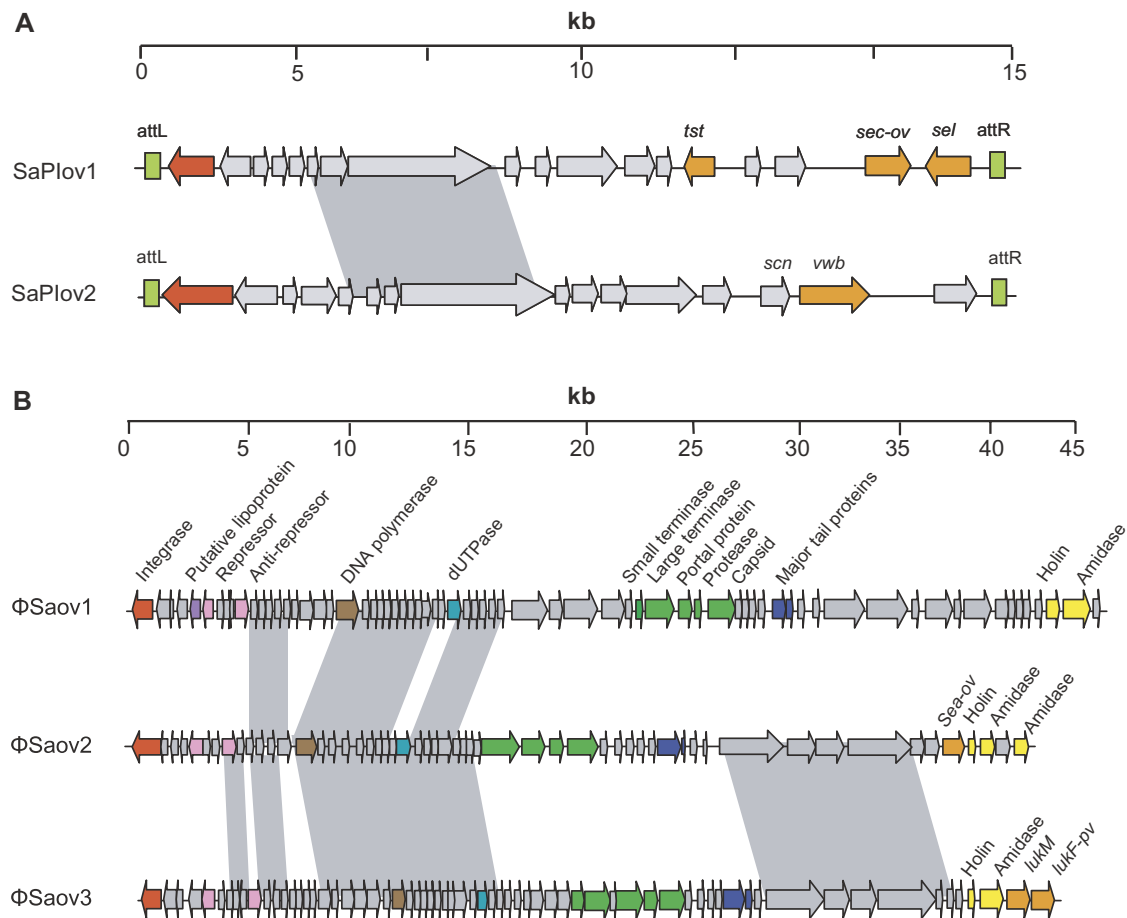 A
kb
0 5 10 15
attL tst sec-ov sel attR
SaPIov1
attL scn vwb attR
SaPIov2
B
kb
0 5 10 15 20 25 30 35 40 45
Integrase
Putative lipoprotein
Repressor
Anti-repressor
DNA polymerase
dUTPase
Small terminase
Large terminase
Portal protein
Protease
Capsid
Major tail proteins
Holin
Amidase
ΦSaov1
Sea-ov
Holin
Amidase
Amidase
ΦSaov2
Holin
Amidase
lukM
lukF-pv
ΦSaov3